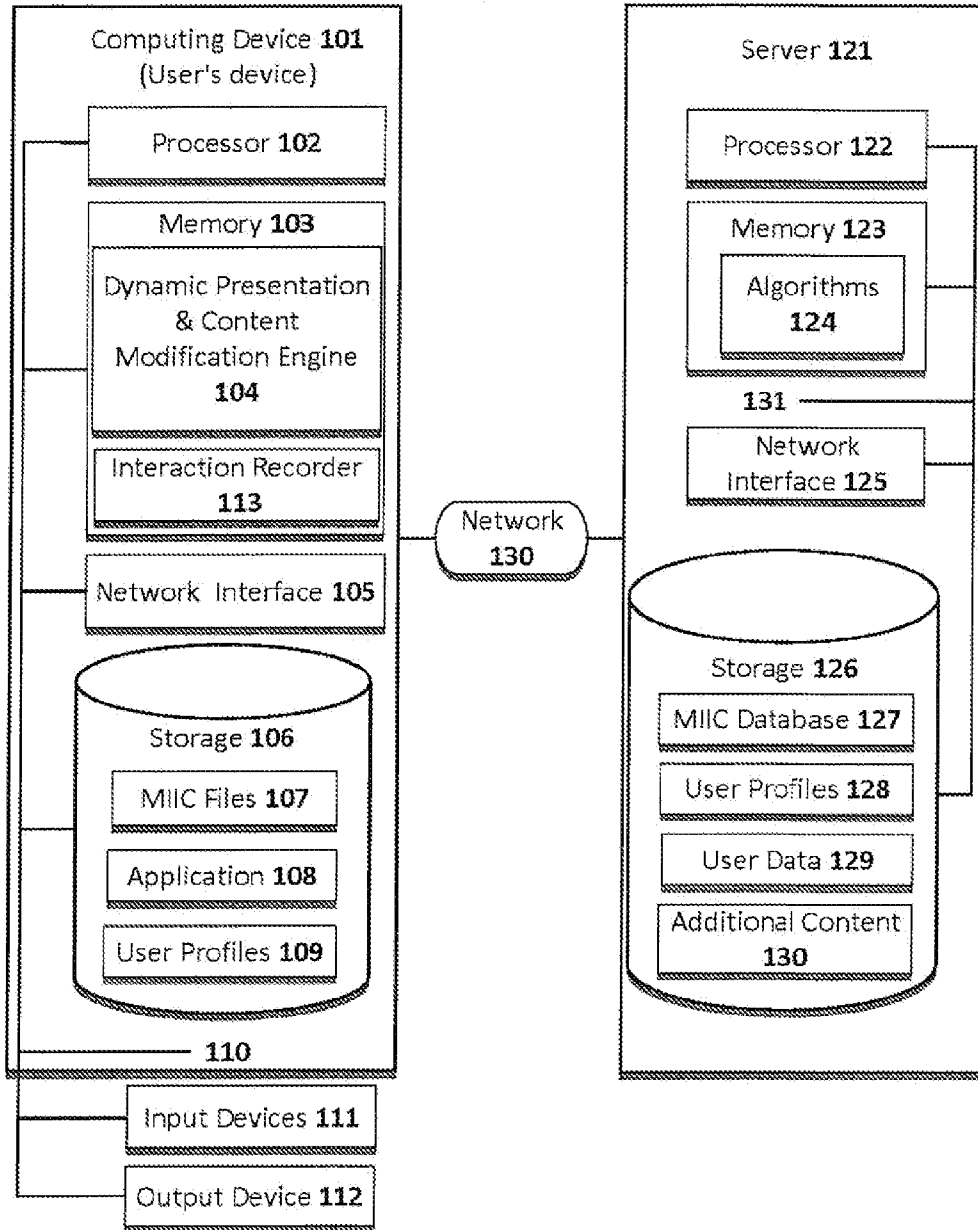 Computing Device 101
(User's device)
Processor 102
Memory 103
Dynamic Presentation
& Content
Modification Engine
104
Interaction Recorder
113
Network Interface 105
Storage 106
MIIC Files 107
Application 108
User Profiles 109
110
Input Devices 111
Output Device 112
Network
130
Server 121
Processor 122
Memory 123
Algorithms
124
131
Network
Interface 125
Storage 126
MIIC Database 127
User Profiles 128
User Data 129
Additional Content
130